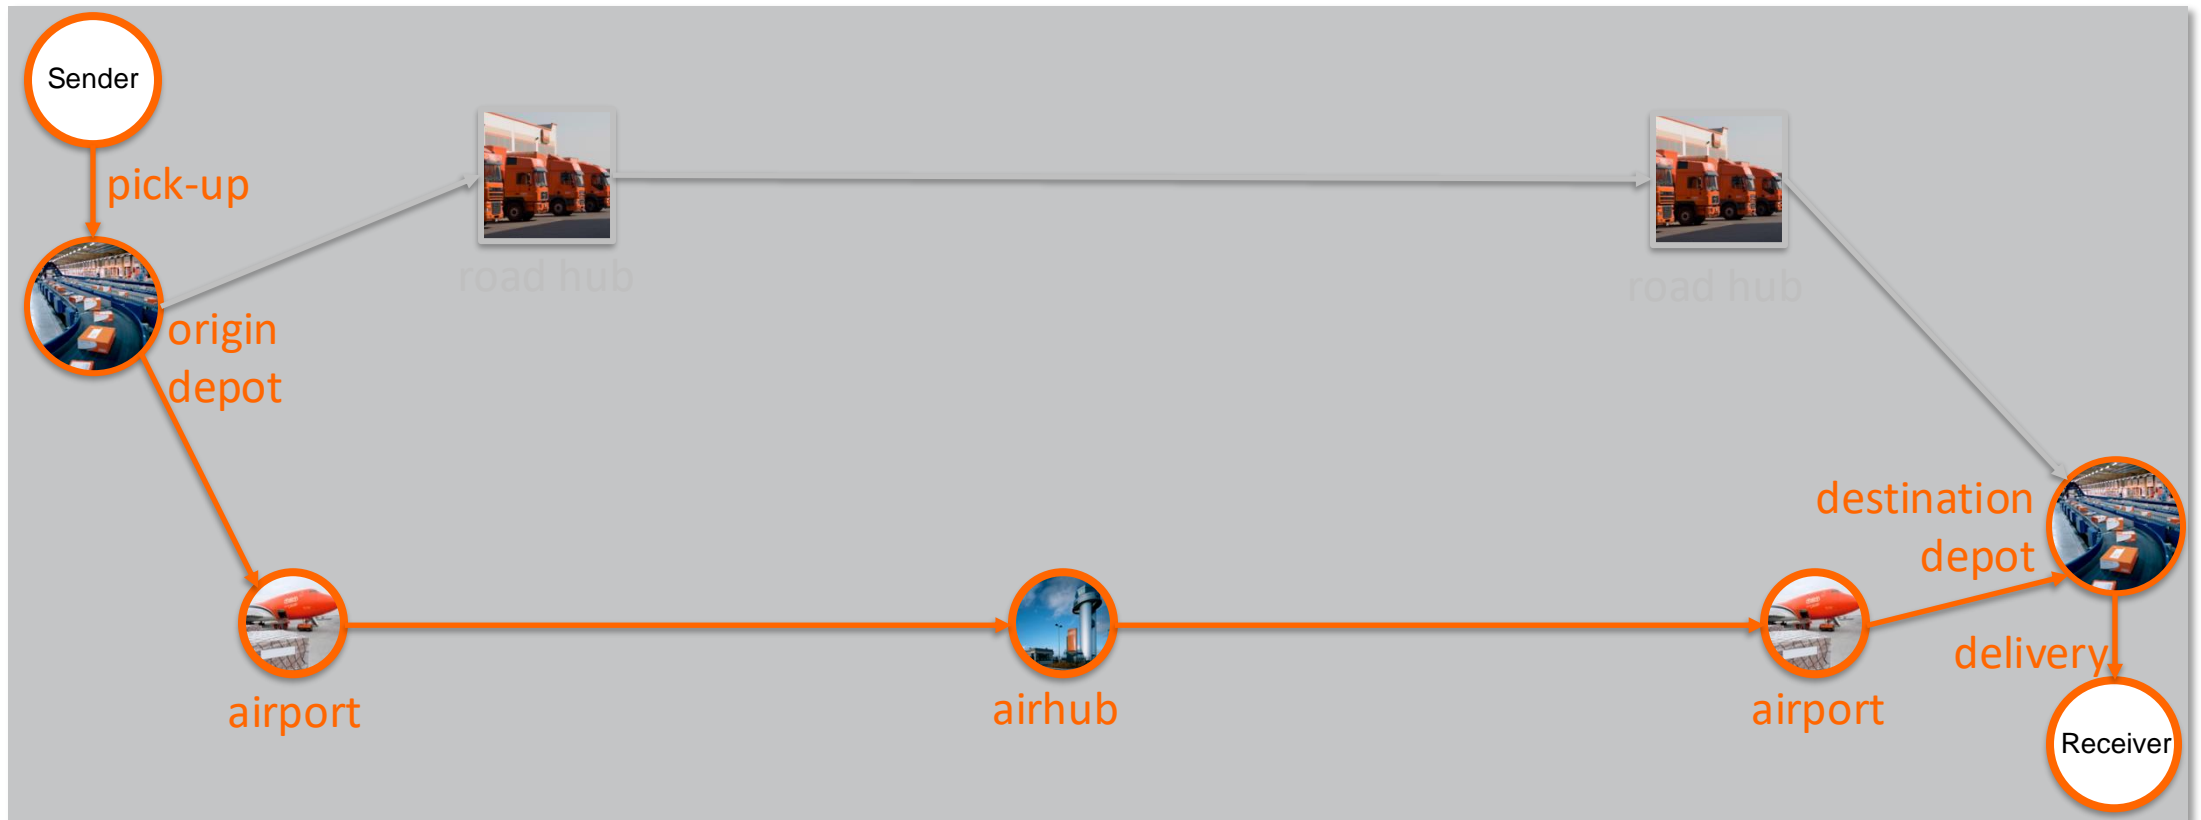 Sender
pick-up
road hub
road hub
origin
depot
destination
depot
delivery
airport
airhub
airport
Receiver